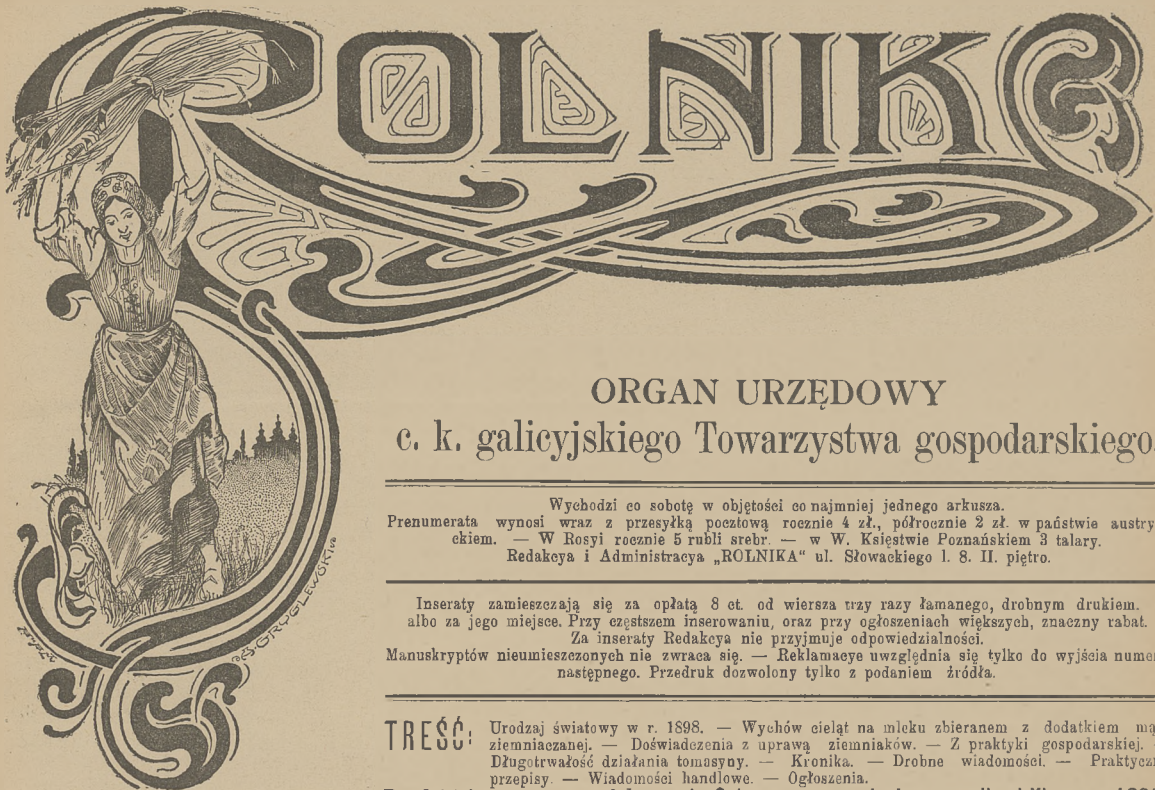 ROLNIK
ORGAN URZĘDOWY
c. k. galicyjskiego Towarzystwa gospodarskiego.
Wychodzi co sobotę w objętości co najmniej jednego arkusza.
Prenumerata wynosi wraz z przesyłką pocztową rocznie 4 zł., półrocznie 2 zł. w państwie austry
ckiem. — W Rosyi rocznie 5 rubli srebr. — w W. Księstwie Poznańskiem 3 talary.
Redakcya i Administracya „ROLNIKA“ ul. Słowackiego l. 8. II. piętro.
Inseraty zamieszczają się za opłatą 8 ct. od wiersza trzy razy łamanego, drobnym drukiem.
albo za jego miejsce. Przy częstszem inserowaniu, oraz przy ogłoszeniach większych, znaczny rabat.
Za inseraty Redakcya nie przyjmuje odpowiedzialności.
Manuskryptów nieumieszczonych nie zwraca się. — Reklamacye uwzględnia się tylko do wyjścia nume
następnego. Przedruk dozwolony tylko z podaniem źródła.
TREŚĆ: Urodzaj światowy w r. 1898. — Wychów cieląt na mleku zbieranem z dodatkiem mą
ziemniaczanej. — Doświadczenia z uprawą ziemniaków. — Z praktyki gospodarskiej.
Długotrwałość działania tomasyny. — Kronika. — Drobne wiadomości. — Praktycz
przepisy. — Wiadomości handlowe. — Ogłoszenia.
S. GRYGLEWSKI